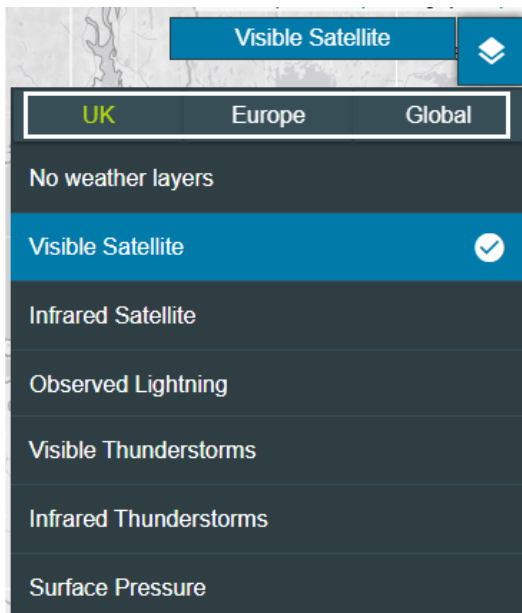 Visible Satellite
UK Europe Global
No weather layers
Visible Satellite
Infrared Satellite
Observed Lightning
Visible Thunderstorms
Infrared Thunderstorms
Surface Pressure